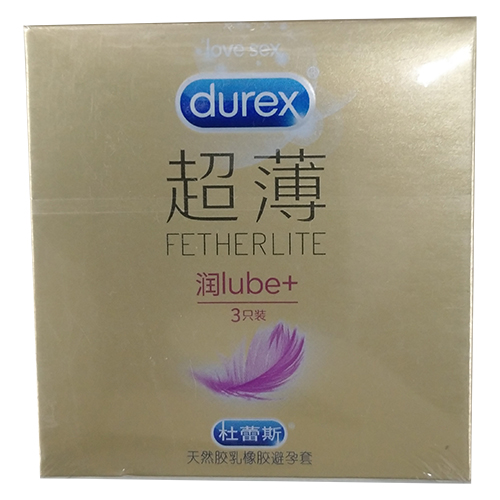 love sex
durex
超薄
FETHERLITE
润lube+
3只装
杜蕾斯
天然胶乳橡胶避孕套